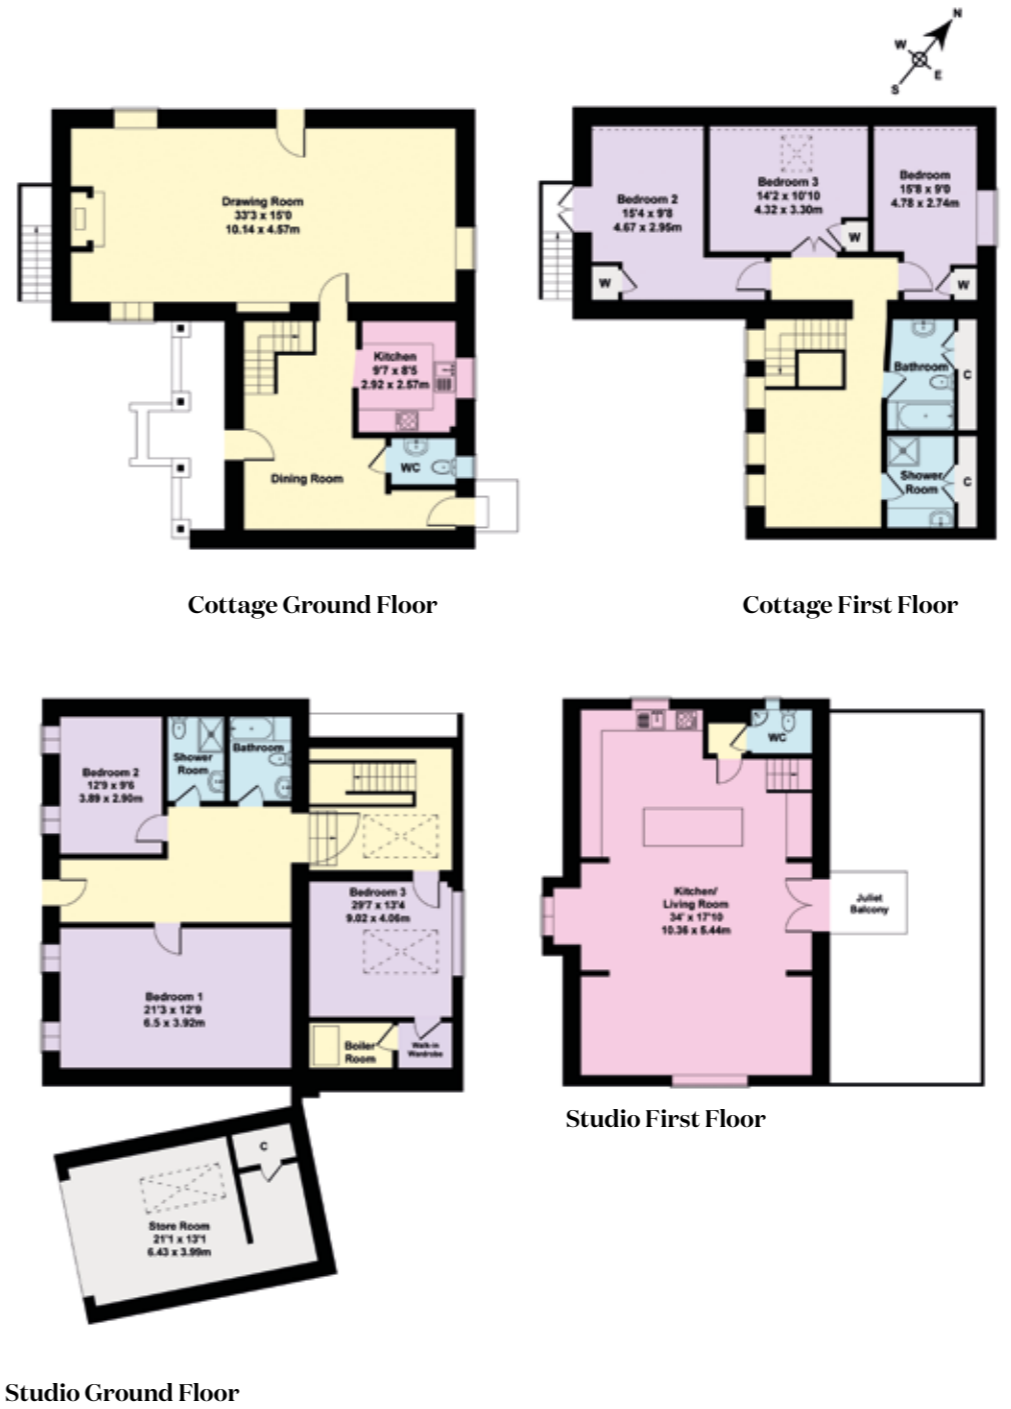 N
W
E
S
Drawing Room
33'3 x 15'0
10.14 x 4.57m
Kitchen
9'7 x 8'5
2.92 x 2.57m
WC
Dining Room
Cottage Ground Floor
Bedroom 2
15'4 x 9'8
4.67 x 2.95m
Bedroom 3
14'2 x 10'10
4.32 x 3.30m
Bedroom
15'8 x 9'0
4.78 x 2.74m
W
W
W
Bathroom
C
Shower
Room
C
Cottage First Floor
Bedroom 2
12'9 x 9'6
3.89 x 2.90m
Shower
Room
Bathroom
Bedroom 3
29'7 x 13'4
9.02 x 4.06m
Bedroom 1
21'3 x 12'9
6.5 x 3.92m
Boiler
Room
Walk-in
Wardrobe
C
Store Room
21'1 x 13'1
6.43 x 3.99m
Studio Ground Floor
WC
Kitchen/
Living Room
34' x 17'10
10.36 x 5.44m
Juliet
Balcony
Studio First Floor